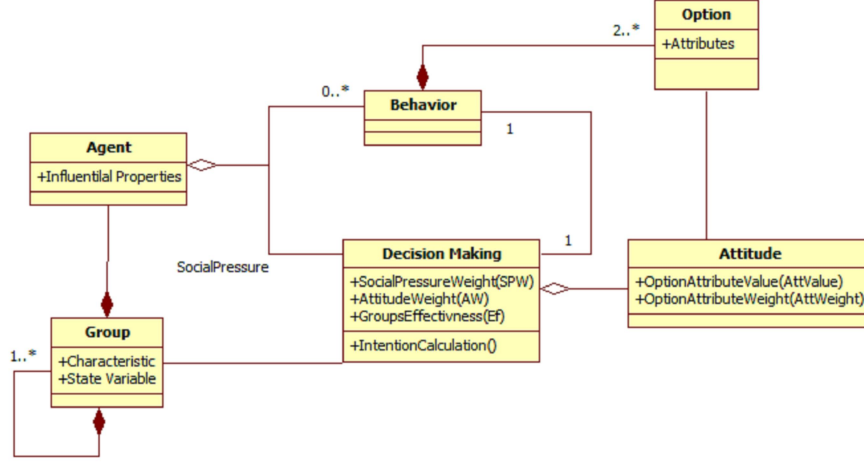 Option
+Attributes
2..*
0..*
Behavior
1
Agent
+Influentilal Properties
SocialPressure
1
Decision Making
+SocialPressureWeight(SPW)
+AttitudeWeight(AW)
+GroupsEffectivness(Ef)
+IntentionCalculation()
Attitude
+OptionAttributeValue(AttValue)
+OptionAttributeWeight(AttWeight)
Group
+Characteristic
+State Variable
1..*